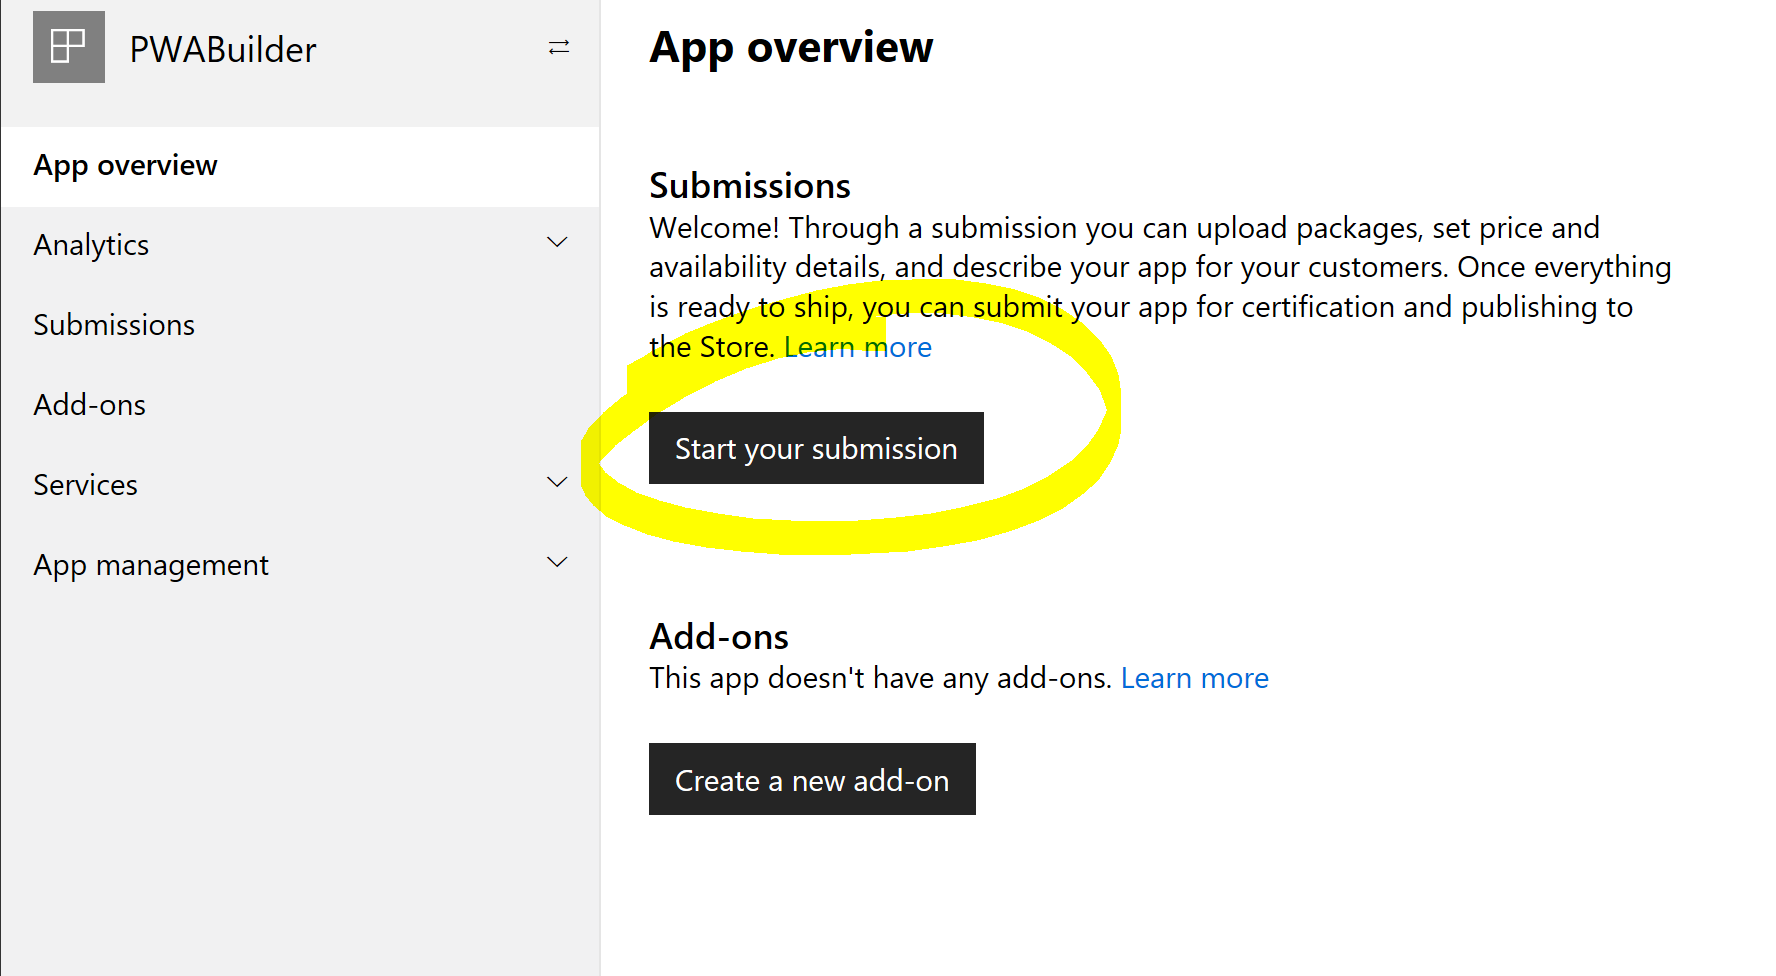 PWABuilder
App overview
Analytics
Submissions
Add-ons
Services
App management
App overview
Submissions
Welcome! Through a submission you can upload packages, set price and
availability details, and describe your app for your customers. Once everything
is ready to ship, you can submit your app for certification and publishing to
the Store. Learn more
Start your submission
Add-ons
This app doesn't have any add-ons. Learn more
Create a new add-on